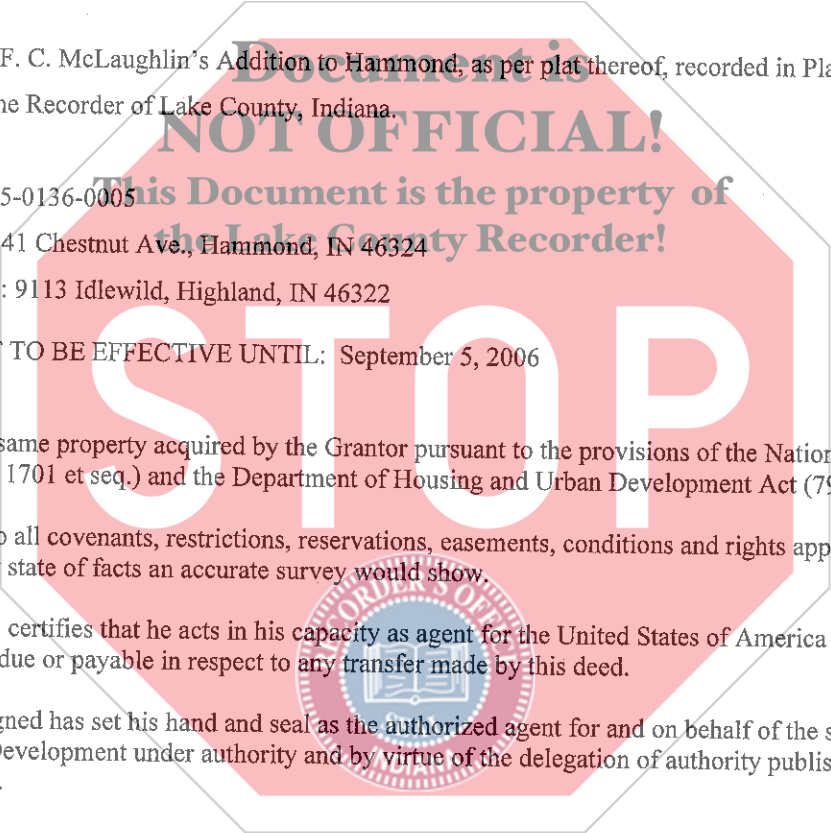 Document is
F. C. McLaughlin's Addition to Hammond, as per plat thereof, recorded in Pla
ne Recorder of Lake County, Indiana.
NOT OFFICIAL!
This Document is the property of
5-0136-0005
the Lake County Recorder!
41 Chestnut Ave., Hammond, IN 46324
: 9113 Idlewild, Highland, IN 46322
STOP
TO BE EFFECTIVE UNTIL: September 5, 2006
same property acquired by the Grantor pursuant to the provisions of the Nation
1701 et seq.) and the Department of Housing and Urban Development Act (79
o all covenants, restrictions, reservations, easements, conditions and rights app
state of facts an accurate survey would show.
RECORDER'S OFFICE
certifies that he acts in his capacity as agent for the United States of America
due or payable in respect to any transfer made by this deed.
gned has set his hand and seal as the authorized agent for and on behalf of the s
Development under authority and by virtue of the delegation of authority publis
INDIANA